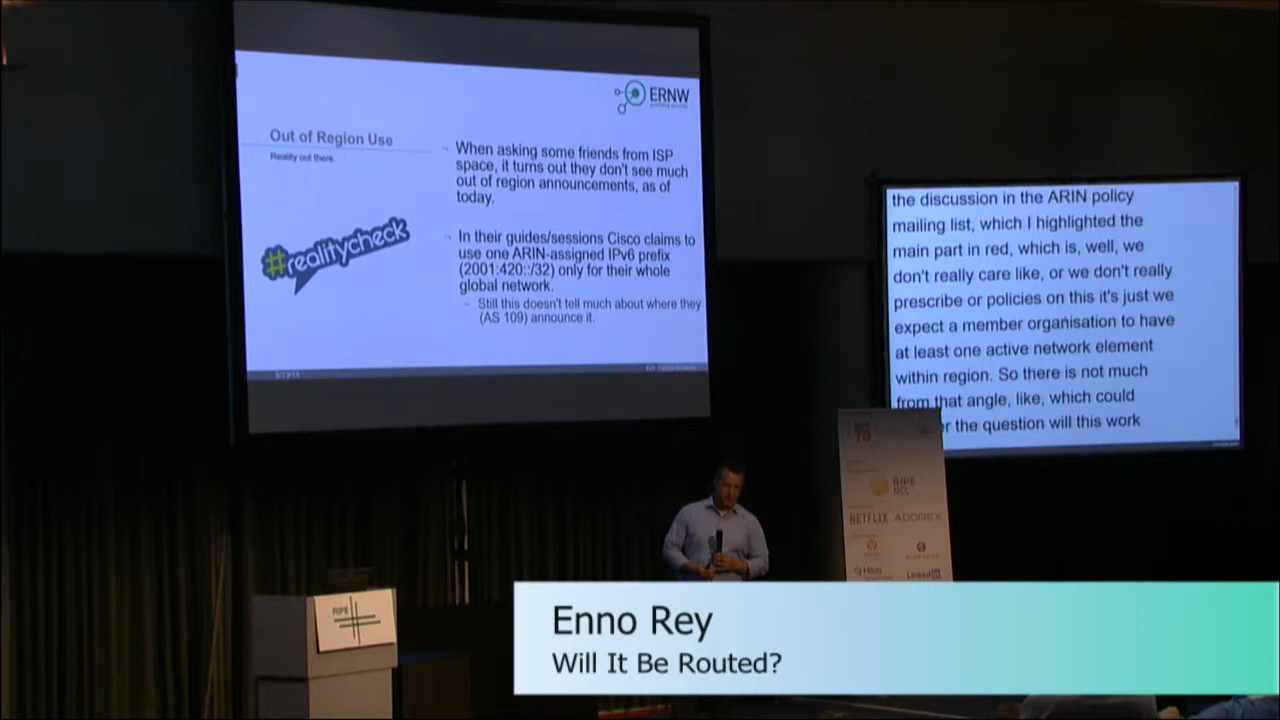 ERNW
Out of Region Use
Reality out there.
#realitycheck
When asking some friends from ISP
space, it turns out they don't see much
out of region announcements, as of
today.
In their guides/sessions Cisco claims to
use one ARIN-assigned IPv6 prefix
(2001:420::/32) only for their whole
global network.
Still this doesn't tell much about where they
(AS 109) announce it.
the discussion in the ARIN policy
mailing list, which I highlighted the
main part in red, which is, well, we
don't really care like, or we don't really
prescribe or policies on this it's just we
expect a member organisation to have
at least one active network element
within region. So there is not much
from that angle, like, which could
the question will this work
70
RIPE
NCC
NETFLIX
LinkedIn
RIPE
Enno Rey
Will It Be Routed?